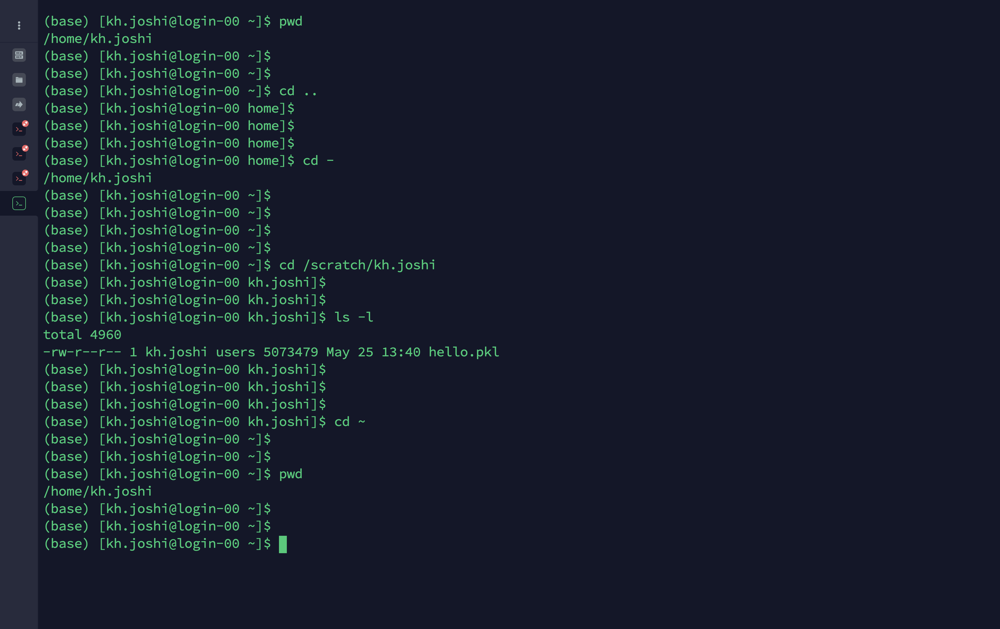 (base) [kh.joshi@login-00 ~]$ pwd
/home/kh.joshi
(base) [kh.joshi@login-00 ~]$
(base) [kh.joshi@login-00 ~]$
(base) [kh.joshi@login-00 ~]$ cd ..
(base) [kh.joshi@login-00 home]$
(base) [kh.joshi@login-00 home]$
(base) [kh.joshi@login-00 home]$
(base) [kh.joshi@login-00 home]$ cd -
/home/kh.joshi
(base) [kh.joshi@login-00 ~]$
(base) [kh.joshi@login-00 ~]$
(base) [kh.joshi@login-00 ~]$
(base) [kh.joshi@login-00 ~]$
(base) [kh.joshi@login-00 ~]$ cd /scratch/kh.joshi
(base) [kh.joshi@login-00 kh.joshi]$
(base) [kh.joshi@login-00 kh.joshi]$
(base) [kh.joshi@login-00 kh.joshi]$ ls -l
total 4960
-rw-r--r-- 1 kh.joshi users 5073479 May 25 13:40 hello.pkl
(base) [kh.joshi@login-00 kh.joshi]$
(base) [kh.joshi@login-00 kh.joshi]$
(base) [kh.joshi@login-00 kh.joshi]$
(base) [kh.joshi@login-00 kh.joshi]$ cd ~
(base) [kh.joshi@login-00 ~]$
(base) [kh.joshi@login-00 ~]$
(base) [kh.joshi@login-00 ~]$ pwd
/home/kh.joshi
(base) [kh.joshi@login-00 ~]$
(base) [kh.joshi@login-00 ~]$
(base) [kh.joshi@login-00 ~]$